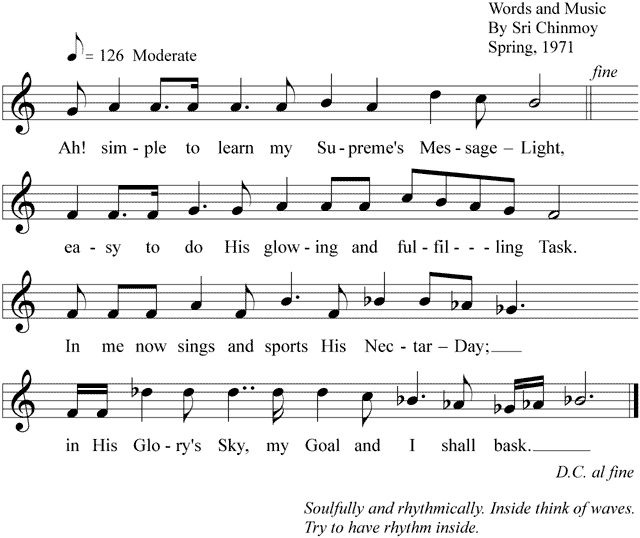 Words and Music
By Sri Chinmoy
Spring, 1971
= 126 Moderate
fine
Ah! sim - ple to learn my Su - preme's Mes - sage – Light,
ea - sy to do His glow - ing and ful - fil - - - ling Task.
In me now sings and sports His Nec - tar – Day;___
in His Glo - ry's Sky, my Goal and I shall bask.______
D.C. al fine
Soulfully and rhythmically. Inside think of waves.
Try to have rhythm inside.